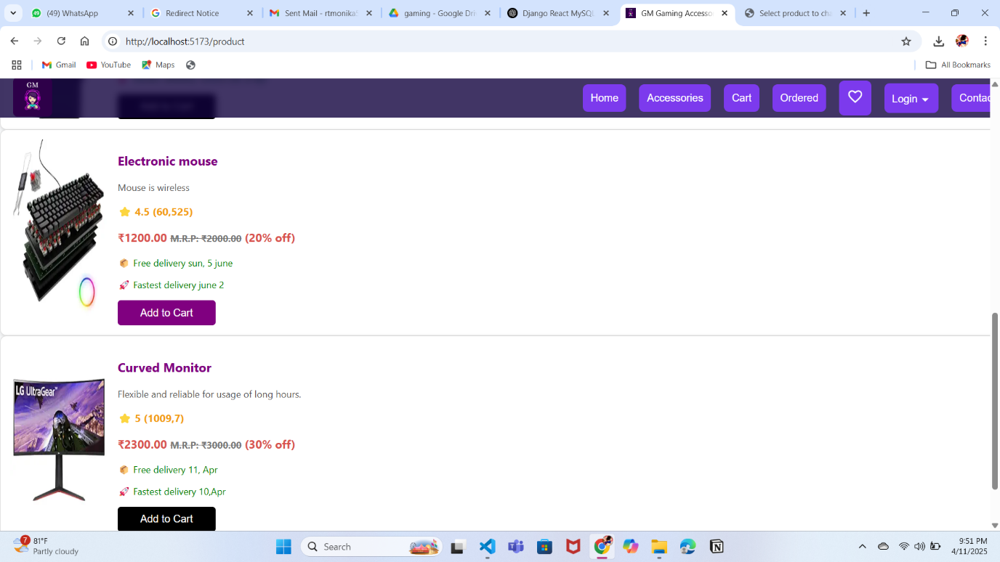 (49) WhatsApp
Redirect Notice
Sent Mail - rtmonika
gaming - Google Dri
Django React MySQL
GM Gaming Accesso
Select product to cha
http://localhost:5173/product
Gmail
YouTube
Maps
All Bookmarks
GM
Home
Accessories
Cart
Ordered
Login
Contac
Electronic mouse
Mouse is wireless
4.5 (60,525)
₹1200.00 M.R.P: ₹2000.00 (20% off)
Free delivery sun, 5 june
Fastest delivery june 2
Add to Cart
LG UltraGear™
Curved Monitor
Flexible and reliable for usage of long hours.
5 (1009,7)
₹2300.00 M.R.P: ₹3000.00 (30% off)
Free delivery 11, Apr
Fastest delivery 10,Apr
Add to Cart
7
81°F
Partly cloudy
Search
9:51 PM
4/11/2025